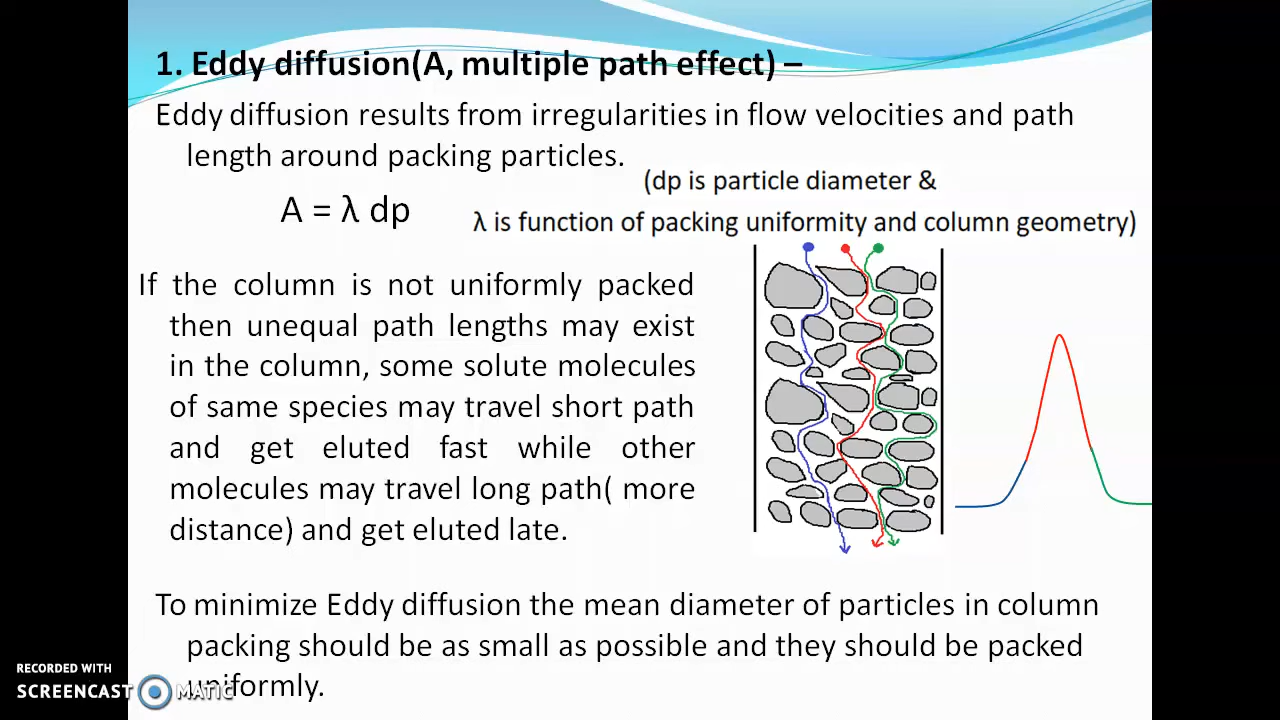 1. Eddy diffusion(A, multiple path effect) –
Eddy diffusion results from irregularities in flow velocities and path
length around packing particles.
(dp is particle diameter &
A = λ dp
λ is function of packing uniformity and column geometry)
If the column is not uniformly packed
then unequal path lengths may exist
in the column, some solute molecules
of same species may travel short path
and get eluted fast while other
molecules may travel long path( more
distance) and get eluted late.
To minimize Eddy diffusion the mean diameter of particles in column
packing should be as small as possible and they should be packed
uniformly.
RECORDED WITH
SCREENCAST MATIC